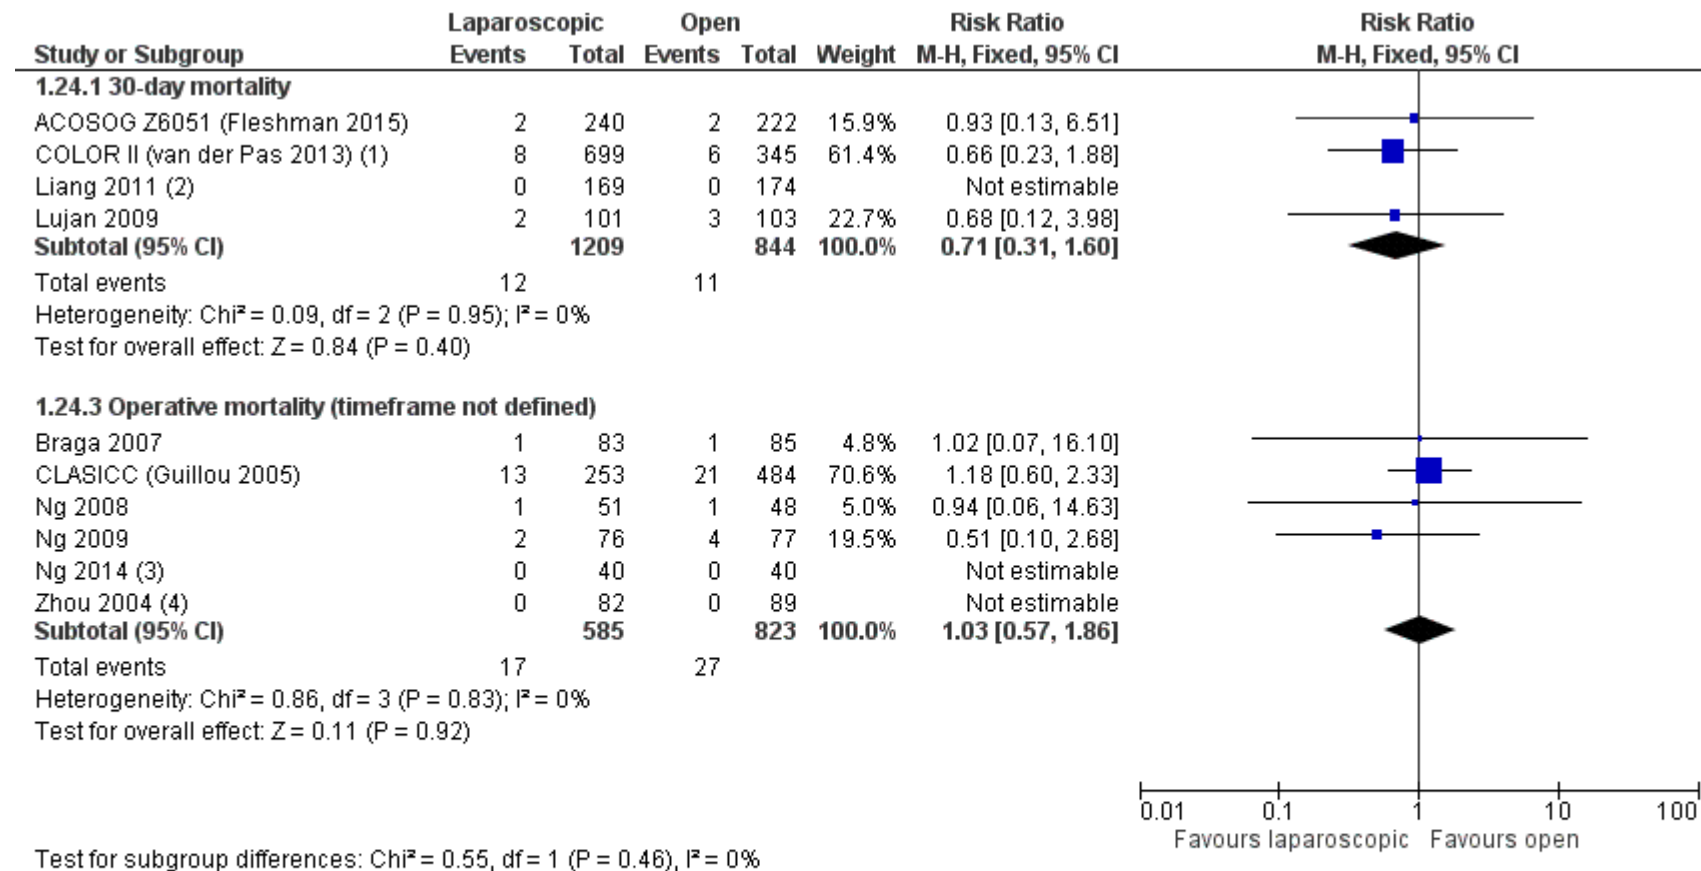 Laparoscopic Open Risk Ratio Risk Ratio
Study or Subgroup Events Total Events Total Weight M-H, Fixed, 95% CI M-H, Fixed, 95% CI
1.24.1 30-day mortality
ACOSOG Z6051 (Fleshman 2015) 2 240 2 222 15.9% 0.93 [0.13, 6.51]
COLOR II (van der Pas 2013) (1) 8 699 6 345 61.4% 0.66 [0.23, 1.88]
Liang 2011 (2) 0 169 0 174 Not estimable
Lujan 2009 2 101 3 103 22.7% 0.68 [0.12, 3.98]
Subtotal (95% CI) 1209 844 100.0% 0.71 [0.31, 1.60]
Total events 12 11
Heterogeneity: Chi² = 0.09, df = 2 (P = 0.95); I² = 0%
Test for overall effect: Z = 0.84 (P = 0.40)
1.24.3 Operative mortality (timeframe not defined)
Braga 2007 1 83 1 85 4.8% 1.02 [0.07, 16.10]
CLASICC (Guillou 2005) 13 253 21 484 70.6% 1.18 [0.60, 2.33]
Ng 2008 1 51 1 48 5.0% 0.94 [0.06, 14.63]
Ng 2009 2 76 4 77 19.5% 0.51 [0.10, 2.68]
Ng 2014 (3) 0 40 0 40 Not estimable
Zhou 2004 (4) 0 82 0 89 Not estimable
Subtotal (95% CI) 585 823 100.0% 1.03 [0.57, 1.86]
Total events 17 27
Heterogeneity: Chi² = 0.86, df = 3 (P = 0.83); I² = 0%
Test for overall effect: Z = 0.11 (P = 0.92)
0.01 0.1 1 10 100
Favours laparoscopic Favours open
Test for subgroup differences: Chi² = 0.55, df = 1 (P = 0.46), I² = 0%